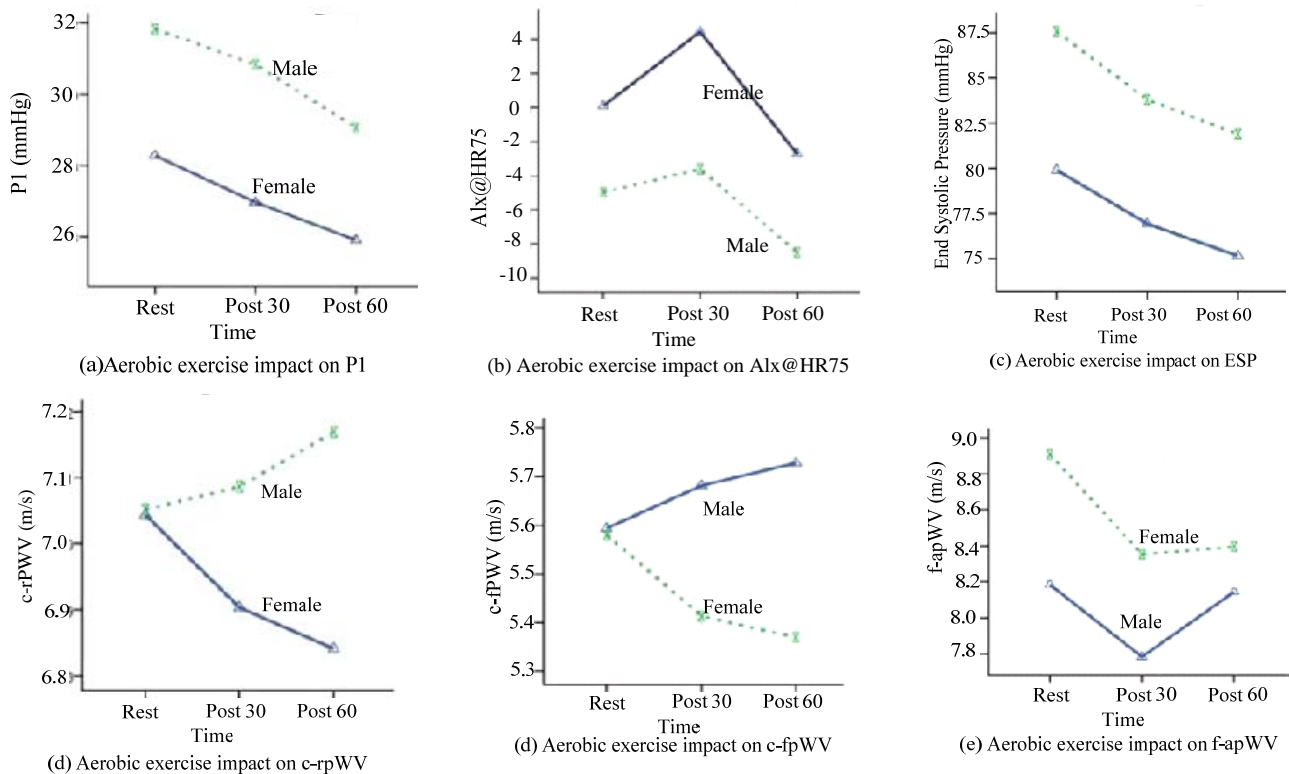 32
30
28
26
P1 (mmHg)
Male
Female
Rest Post 30 Post 60
Time
(a)Aerobic exercise impact on P1
4
2
0
-2
-4
-6
-8
-10
Alx@HR75
Female
Male
Rest Post 30 Post 60
Time
(b) Aerobic exercise impact on Alx@HR75
87.5
85
82.5
80
77.5
75
End Systolic Pressure (mmHg)
Rest Post 30 Post 60
Time
(c) Aerobic exercise impact on ESP
7.2
7.1
7.0
6.9
6.8
c-rPWV (m/s)
Male
Female
Rest Post 30 Post 60
Time
(d) Aerobic exercise impact on c-rpWV
5.8
5.7
5.6
5.5
5.4
5.3
c-fPWV (m/s)
Male
Female
Rest Post 30 Post 60
Time
(d) Aerobic exercise impact on c-fpWV
9.0
8.8
8.6
8.4
8.2
8.0
7.8
f-apWV (m/s)
Female
Male
Rest Post 30 Post 60
Time
(e) Aerobic exercise impact on f-apWV